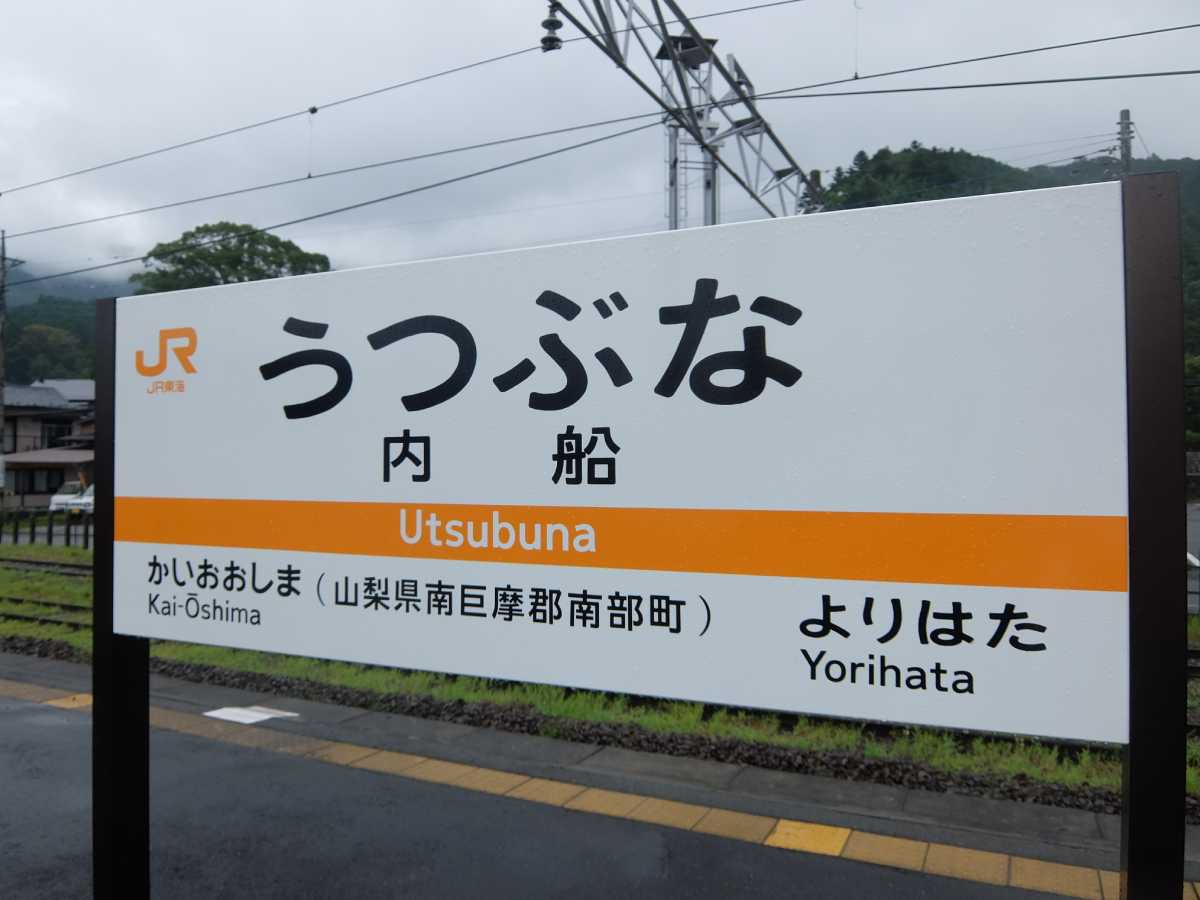 JR
JR東海
うつぶな
内船
Utsubuna
かいおおしま
Kai-Ōshima
（山梨県南巨摩郡南部町）
よりはた
Yorihata